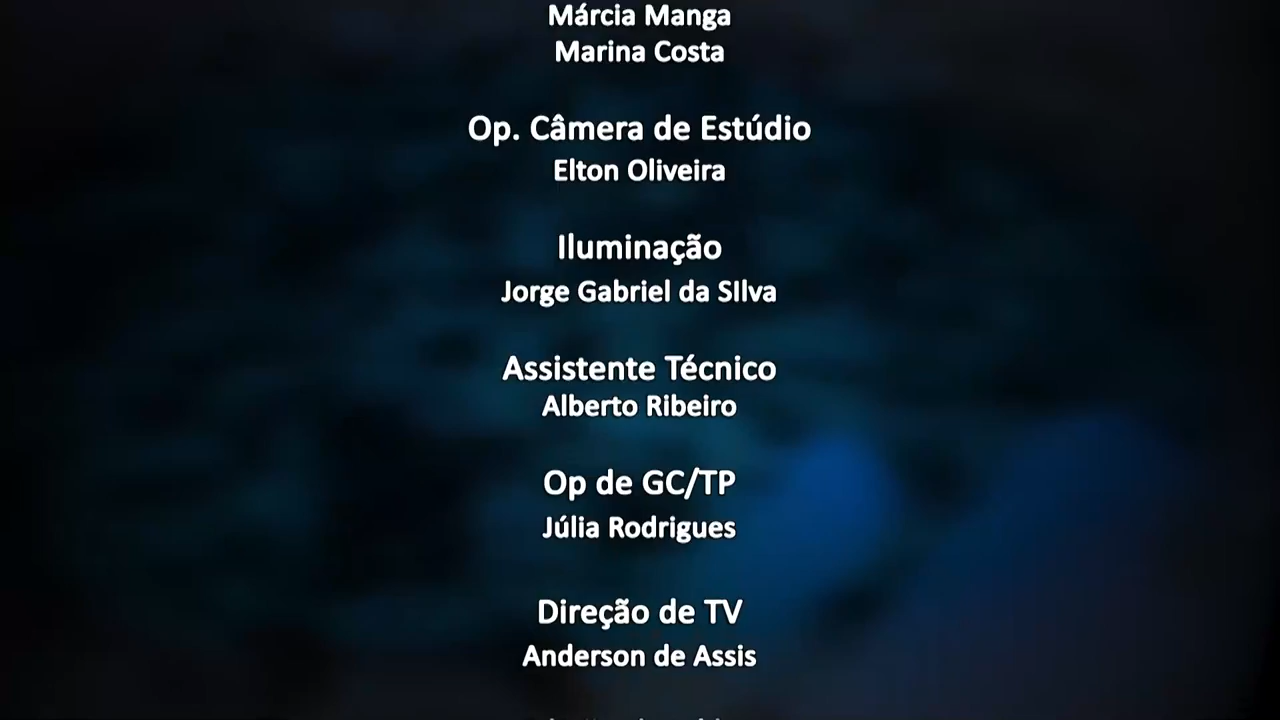 Márcia Manga
Marina Costa
Op. Câmera de Estúdio
Elton Oliveira
Iluminação
Jorge Gabriel da SIlva
Assistente Técnico
Alberto Ribeiro
Op de GC/TP
Júlia Rodrigues
Direção de TV
Anderson de Assis